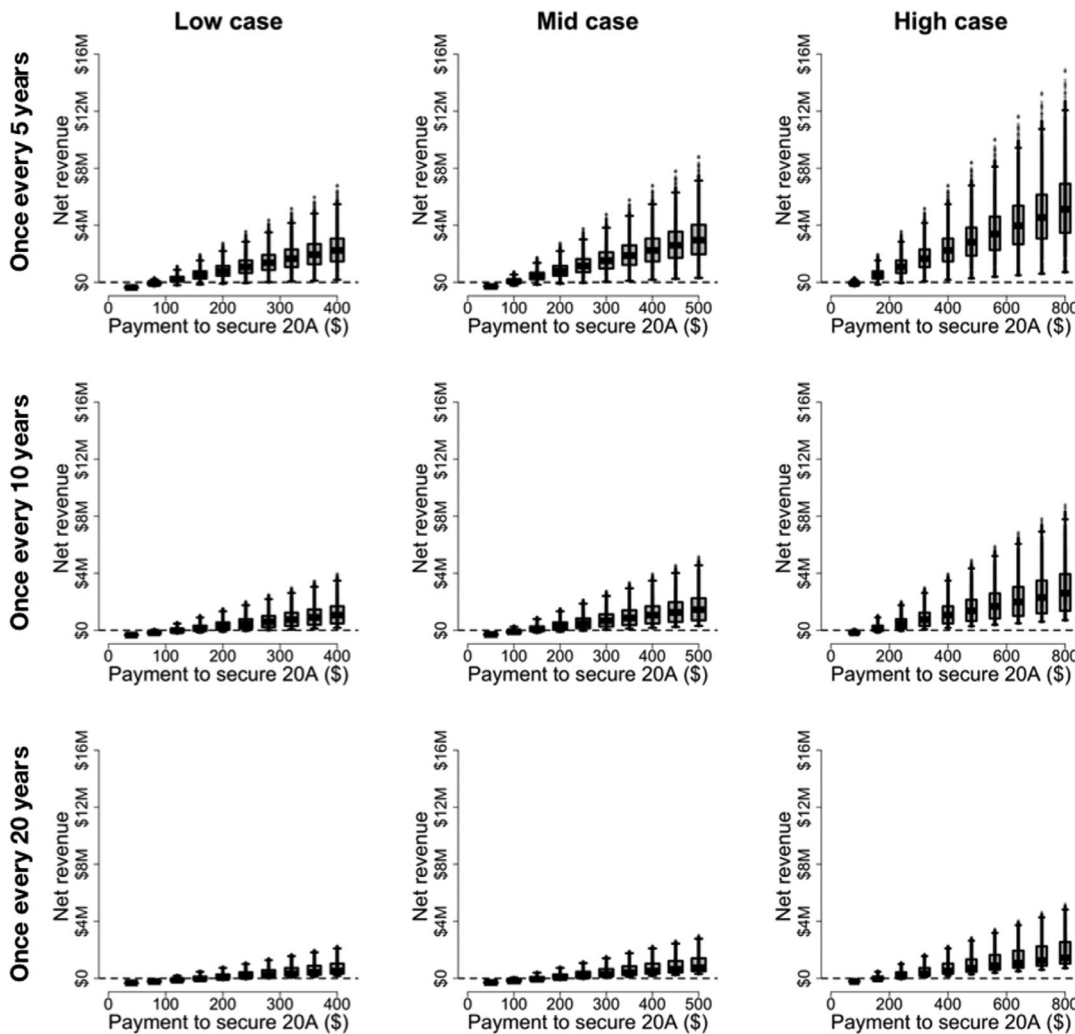 Low case
Mid case
High case
Once every 5 years
Net revenue
$0 $4M $8M $12M $16M
0 100 200 300 400
Payment to secure 20A ($)
Net revenue
$0 $4M $8M $12M $16M
0 100 200 300 400 500
Payment to secure 20A ($)
Net revenue
$0 $4M $8M $12M $16M
0 200 400 600 800
Payment to secure 20A ($)
Once every 10 years
Net revenue
$0 $4M $8M $12M $16M
0 100 200 300 400
Payment to secure 20A ($)
Net revenue
$0 $4M $8M $12M $16M
0 100 200 300 400 500
Payment to secure 20A ($)
Net revenue
$0 $4M $8M $12M $16M
0 200 400 600 800
Payment to secure 20A ($)
Once every 20 years
Net revenue
$0 $4M $8M $12M $16M
0 100 200 300 400
Payment to secure 20A ($)
Net revenue
$0 $4M $8M $12M $16M
0 100 200 300 400 500
Payment to secure 20A ($)
Net revenue
$0 $4M $8M $12M $16M
0 200 400 600 800
Payment to secure 20A ($)